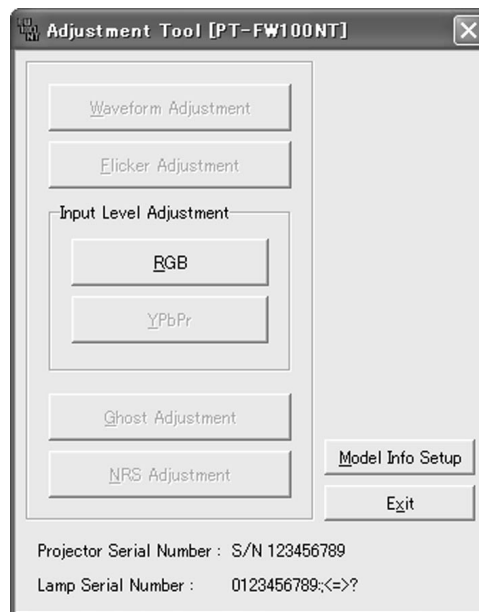 Adjustment Tool [PT-FW100NT]
Waveform Adjustment
Flicker Adjustment
Input Level Adjustment
RGB
YPbPr
Ghost Adjustment
NRS Adjustment
Model Info Setup
Exit
Projector Serial Number : S/N 123456789
Lamp Serial Number : 0123456789:;<=>?